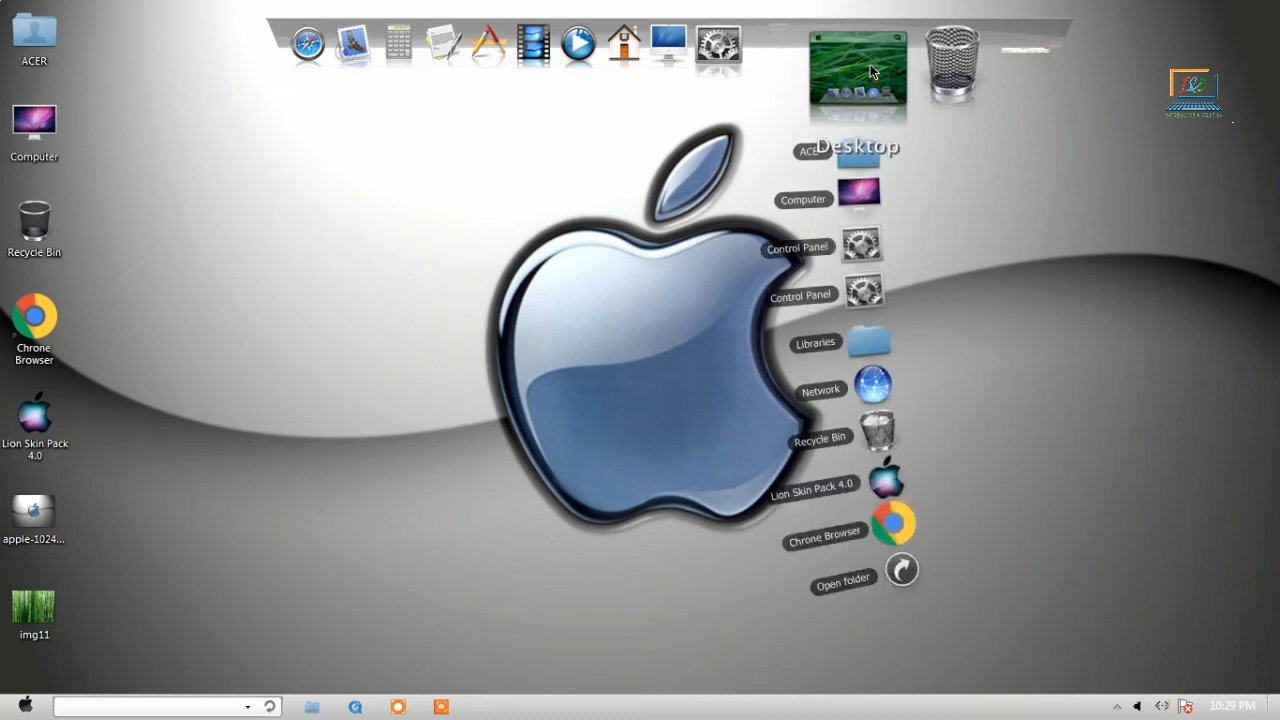 ACER
Computer
Recycle Bin
Chrone
Browser
Lion Skin Pack
4.0
apple-1024...
img11
Desktop
Computer
Control Panel
Control Panel
Libraries
Network
Recycle Bin
Lion Skin Pack 4.0
Chrone Browser
Open folder
10:29 PM